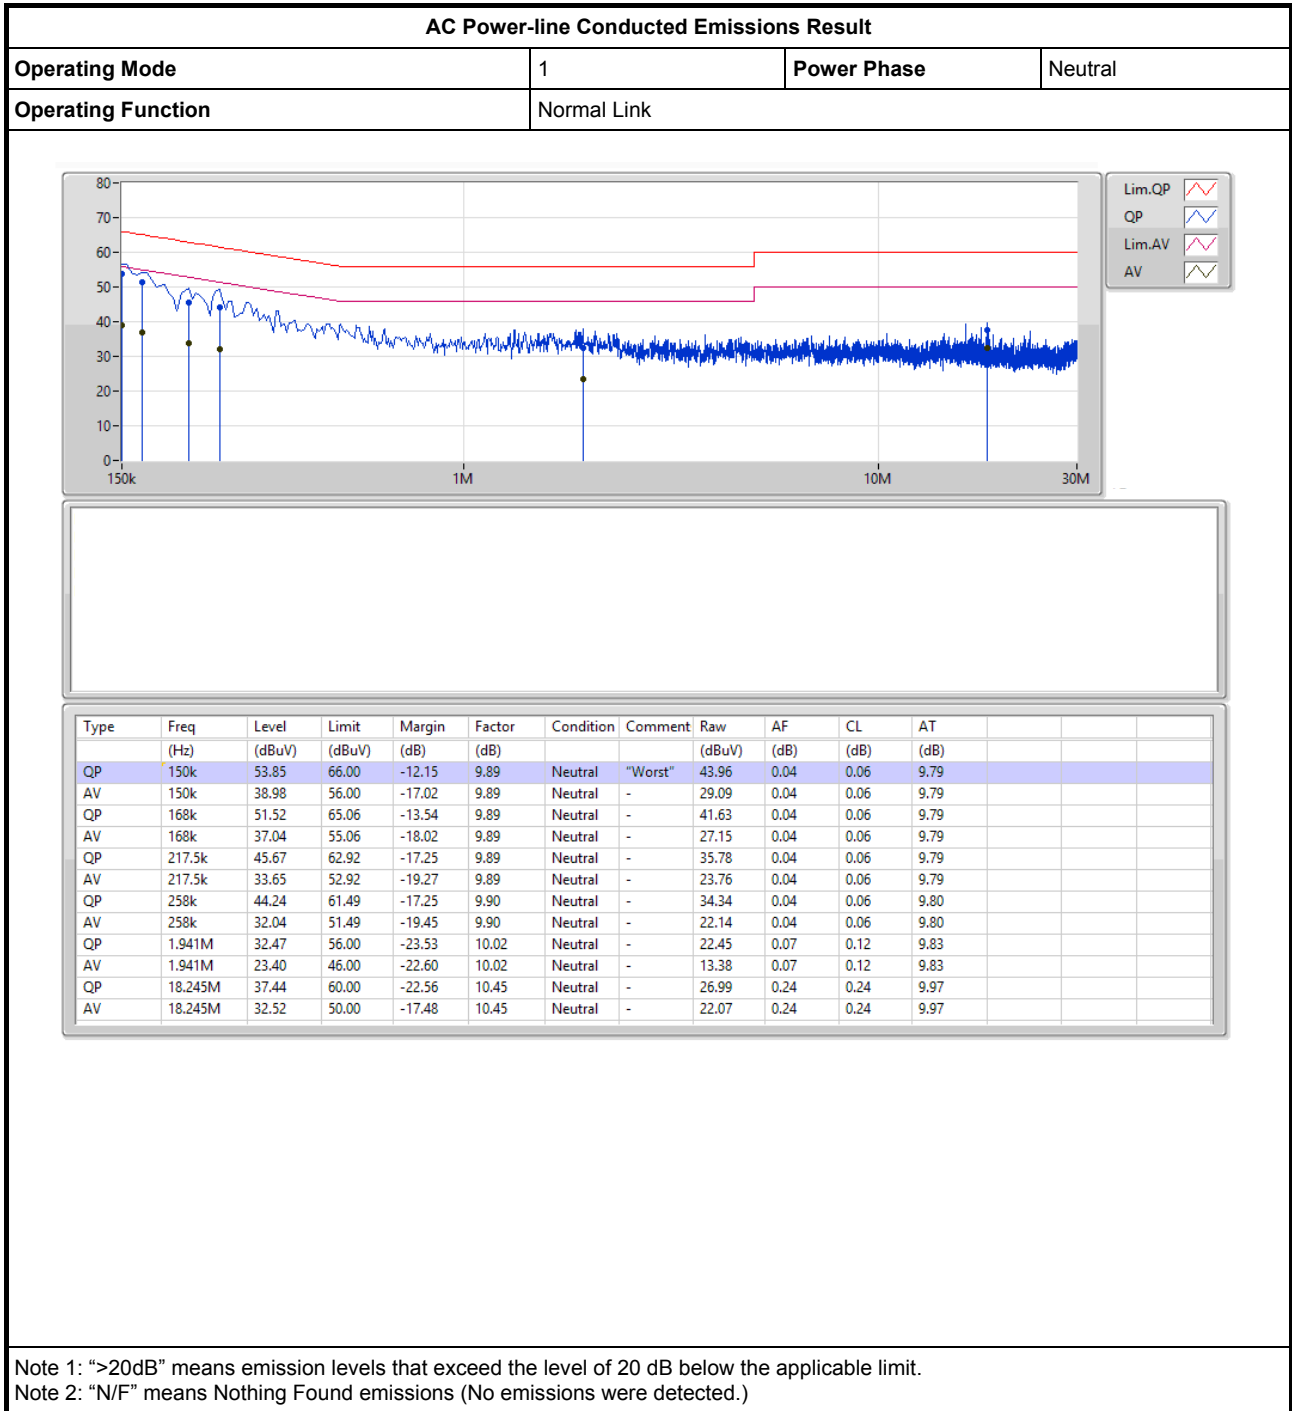 AC Power-line Conducted Emissions Result
Operating Mode 1 Power Phase Neutral
Operating Function Normal Link
80
70
60
50
40
30
20
10
0
150k 1M 10M 30M
Lim.QP
QP
Lim.AV
AV
Type Freq Level Limit Margin Factor Condition Comment Raw AF CL AT
(Hz) (dBuV) (dBuV) (dB) (dB) (dBuV) (dB) (dB) (dB)
QP 150k 53.85 66.00 -12.15 9.89 Neutral "Worst" 43.96 0.04 0.06 9.79
AV 150k 38.98 56.00 -17.02 9.89 Neutral - 29.09 0.04 0.06 9.79
QP 168k 51.52 65.06 -13.54 9.89 Neutral - 41.63 0.04 0.06 9.79
AV 168k 37.04 55.06 -18.02 9.89 Neutral - 27.15 0.04 0.06 9.79
QP 217.5k 45.67 62.92 -17.25 9.89 Neutral - 35.78 0.04 0.06 9.79
AV 217.5k 33.65 52.92 -19.27 9.89 Neutral - 23.76 0.04 0.06 9.79
QP 258k 44.24 61.49 -17.25 9.90 Neutral - 34.34 0.04 0.06 9.80
AV 258k 32.04 51.49 -19.45 9.90 Neutral - 22.14 0.04 0.06 9.80
QP 1.941M 32.47 56.00 -23.53 10.02 Neutral - 22.45 0.07 0.12 9.83
AV 1.941M 23.40 46.00 -22.60 10.02 Neutral - 13.38 0.07 0.12 9.83
QP 18.245M 37.44 60.00 -22.56 10.45 Neutral - 26.99 0.24 0.24 9.97
AV 18.245M 32.52 50.00 -17.48 10.45 Neutral - 22.07 0.24 0.24 9.97
Note 1: “>20dB” means emission levels that exceed the level of 20 dB below the applicable limit.
Note 2: “N/F” means Nothing Found emissions (No emissions were detected.)